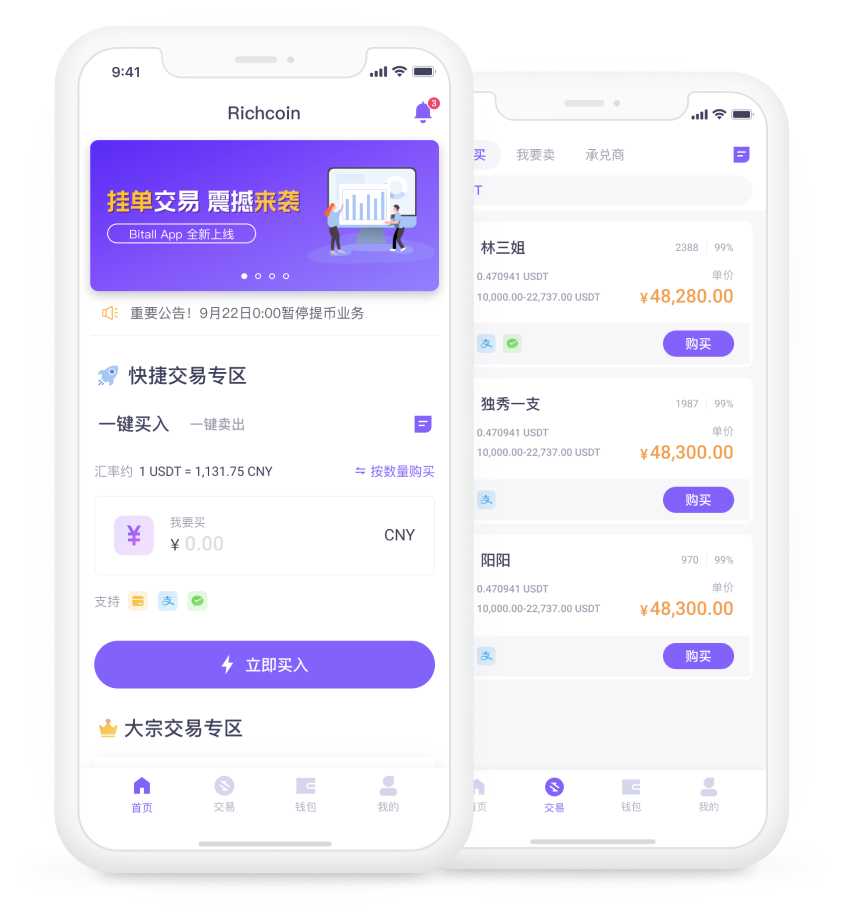 9:41
Richcoin
3
挂单交易 震撼来袭
Bitall App 全新上线
重要公告！9月22日0:00暂停提币业务
快捷交易专区
一键买入 一键卖出
汇率约 1 USDT = 1,131.75 CNY 按数量购买
¥
我要买
¥ 0.00
CNY
支持 支
立即买入
大宗交易专区
首页 交易 钱包 我的
买 我要卖 承兑商
T
林三姐 2388 99%
0.470941 USDT 单价
10,000.00-22,737.00 USDT ¥48,280.00
支 购买
独秀一支 1987 99%
0.470941 USDT 单价
10,000.00-22,737.00 USDT ¥48,300.00
支 购买
阳阳 970 99%
0.470941 USDT 单价
10,000.00-22,737.00 USDT ¥48,300.00
支 购买
页 交易 钱包 我的